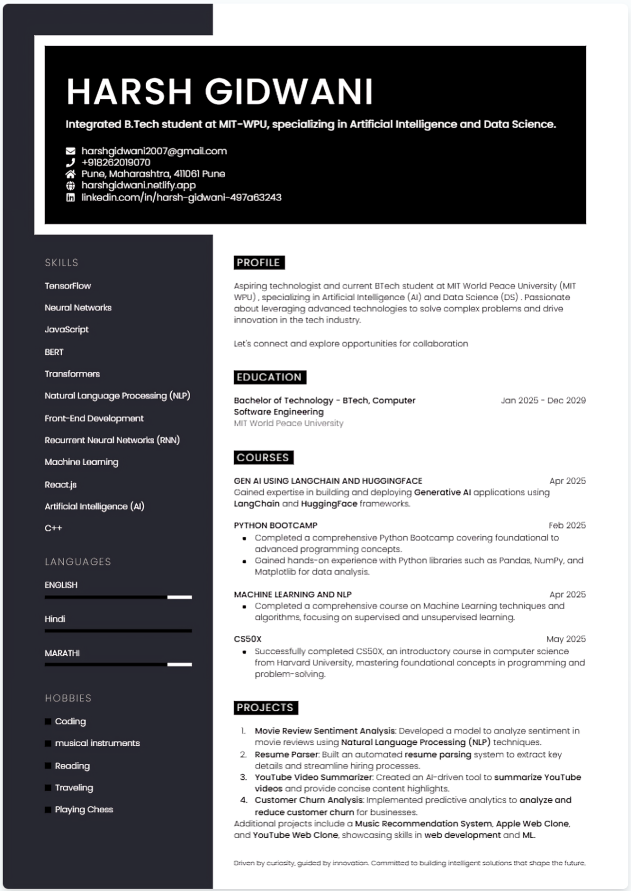 HARSH GIDWANI
Integrated B.Tech student at MIT-WPU, specializing in Artificial Intelligence and Data Science.
harshgidwani2007@gmail.com
+918262019070
Pune, Maharashtra, 411061 Pune
harshgidwani.netlify.app
linkedin.com/in/harsh-gidwani-497a63243
SKILLS
TensorFlow
Neural Networks
JavaScript
BERT
Transformers
Natural Language Processing (NLP)
Front-End Development
Recurrent Neural Networks (RNN)
Machine Learning
React.js
Artificial Intelligence (AI)
C++
LANGUAGES
ENGLISH
Hindi
MARATHI
HOBBIES
Coding
musical instruments
Reading
Traveling
Playing Chess
PROFILE
Aspiring technologist and current BTech student at MIT World Peace University (MIT
WPU) , specializing in Artificial Intelligence (AI) and Data Science (DS) . Passionate
about leveraging advanced technologies to solve complex problems and drive
innovation in the tech industry.
Let's connect and explore opportunities for collaboration
EDUCATION
Bachelor of Technology - BTech, Computer Jan 2025 - Dec 2029
Software Engineering
MIT World Peace University
COURSES
GEN AI USING LANGCHAIN AND HUGGINGFACE Apr 2025
Gained expertise in building and deploying Generative AI applications using
LangChain and HuggingFace frameworks.
PYTHON BOOTCAMP Feb 2025
▪ Completed a comprehensive Python Bootcamp covering foundational to
advanced programming concepts.
▪ Gained hands-on experience with Python libraries such as Pandas, NumPy, and
Matplotlib for data analysis.
MACHINE LEARNING AND NLP Apr 2025
▪ Completed a comprehensive course on Machine Learning techniques and
algorithms, focusing on supervised and unsupervised learning.
CS50X May 2025
▪ Successfully completed CS50X, an introductory course in computer science
from Harvard University, mastering foundational concepts in programming and
problem-solving.
PROJECTS
1. Movie Review Sentiment Analysis: Developed a model to analyze sentiment in
movie reviews using Natural Language Processing (NLP) techniques.
2. Resume Parser: Built an automated resume parsing system to extract key
details and streamline hiring processes.
3. YouTube Video Summarizer: Created an AI-driven tool to summarize YouTube
videos and provide concise content highlights.
4. Customer Churn Analysis: Implemented predictive analytics to analyze and
reduce customer churn for businesses.
Additional projects include a Music Recommendation System, Apple Web Clone,
and YouTube Web Clone, showcasing skills in web development and ML.
Driven by curiosity, guided by innovation. Committed to building intelligent solutions that shape the future.